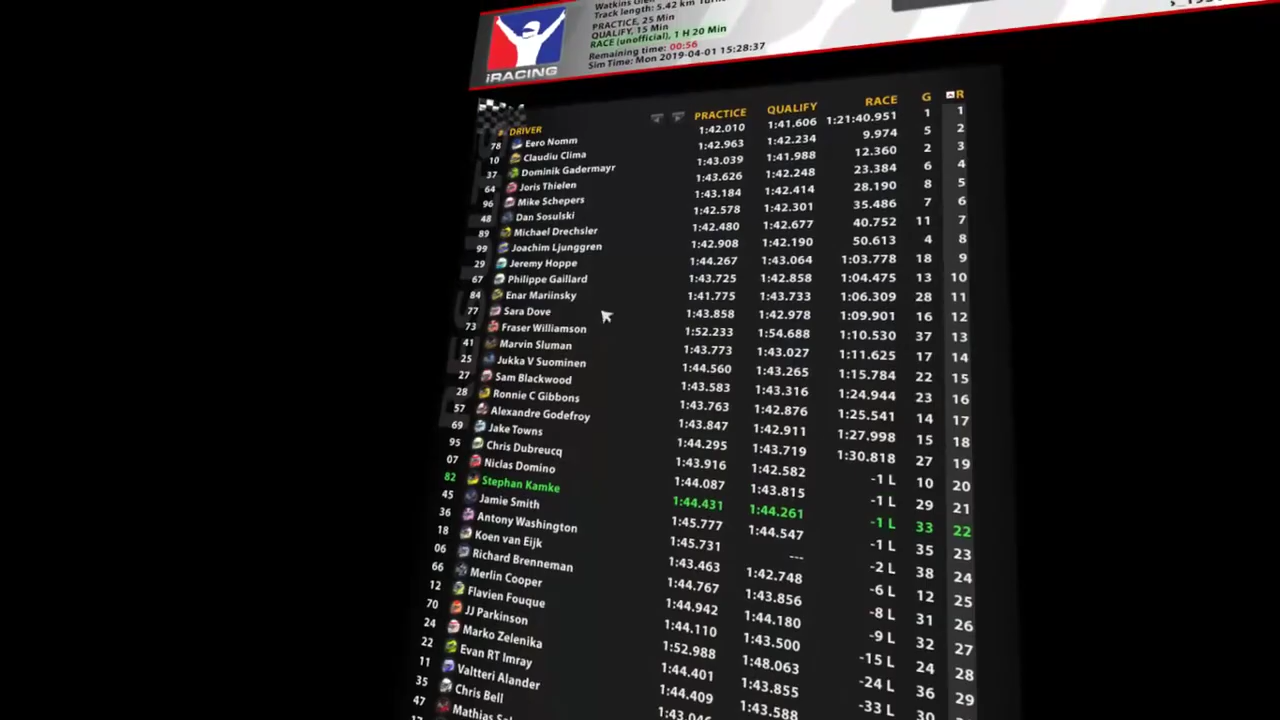 Watkins Glen
Track length: 5.42 km
PRACTICE, 25 Min
QUALIFY, 15 Min
RACE (unofficial), 1 H 20 Min
Remaining time: 00:56
Sim Time: Mon 2019-04-01 15:28:37
iRACING
# DRIVER PRACTICE QUALIFY RACE G R
78 Eero Nomm 1:42.010 1:41.606 1:21:40.951 1 1
10 Claudiu Clima 1:42.963 1:42.234 9.974 5 2
37 Dominik Gadermayr 1:43.039 1:41.988 12.360 2 3
64 Joris Thielen 1:43.626 1:42.248 23.384 6 4
96 Mike Schepers 1:43.184 1:42.414 28.190 8 5
48 Dan Sosulski 1:42.578 1:42.301 35.486 7 6
89 Michael Drechsler 1:42.480 1:42.677 40.752 11 7
99 Joachim Ljunggren 1:42.908 1:42.190 50.613 4 8
29 Jeremy Hoppe 1:44.267 1:43.064 1:03.778 18 9
67 Philippe Gaillard 1:43.725 1:42.858 1:04.475 13 10
84 Enar Mariinsky 1:41.775 1:43.733 1:06.309 28 11
77 Sara Dove 1:43.858 1:42.978 1:09.901 16 12
73 Fraser Williamson 1:52.233 1:54.688 1:10.530 37 13
41 Marvin Sluman 1:43.773 1:43.027 1:11.625 17 14
25 Jukka V Suominen 1:44.560 1:43.265 1:15.784 22 15
27 Sam Blackwood 1:43.583 1:43.316 1:24.944 23 16
28 Ronnie C Gibbons 1:43.763 1:42.876 1:25.541 14 17
57 Alexandre Godefroy 1:43.847 1:42.911 1:27.998 15 18
69 Jake Towns 1:44.295 1:43.719 1:30.818 27 19
95 Chris Dubreucq 1:43.916 1:42.582 -1 L 10 20
07 Niclas Domino 1:44.087 1:43.815 -1 L 29 21
82 Stephan Kamke 1:44.431 1:44.261 -1 L 33 22
45 Jamie Smith 1:45.777 1:44.547 -1 L 35 23
36 Antony Washington 1:45.731 --- -2 L 38 24
18 Koen van Eijk 1:43.463 1:42.748 -6 L 12 25
06 Richard Brenneman 1:44.767 1:43.856 -8 L 31 26
66 Merlin Cooper 1:44.942 1:44.180 -9 L 32 27
12 Flavien Fouque 1:44.110 1:43.500 -15 L 24 28
70 JJ Parkinson 1:52.988 1:48.063 -24 L 36 29
24 Marko Zelenika 1:44.401 1:43.855 -33 L 30
22 Evan RT Imray 1:44.409 1:43.588
11 Valtteri Alander 1:43.046
35 Chris Bell
47 Mathias